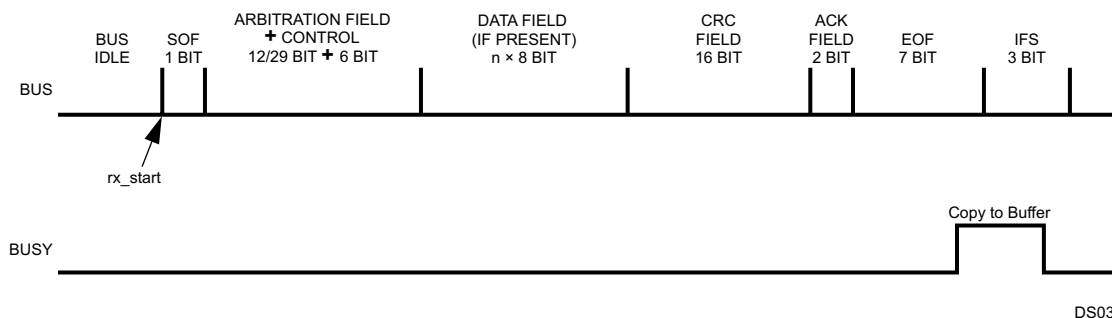 BUS
IDLE
SOF
1 BIT
ARBITRATION FIELD
+ CONTROL
12/29 BIT + 6 BIT
DATA FIELD
(IF PRESENT)
n × 8 BIT
CRC
FIELD
16 BIT
ACK
FIELD
2 BIT
EOF
7 BIT
IFS
3 BIT
BUS
rx_start
Copy to Buffer
BUSY
DS03